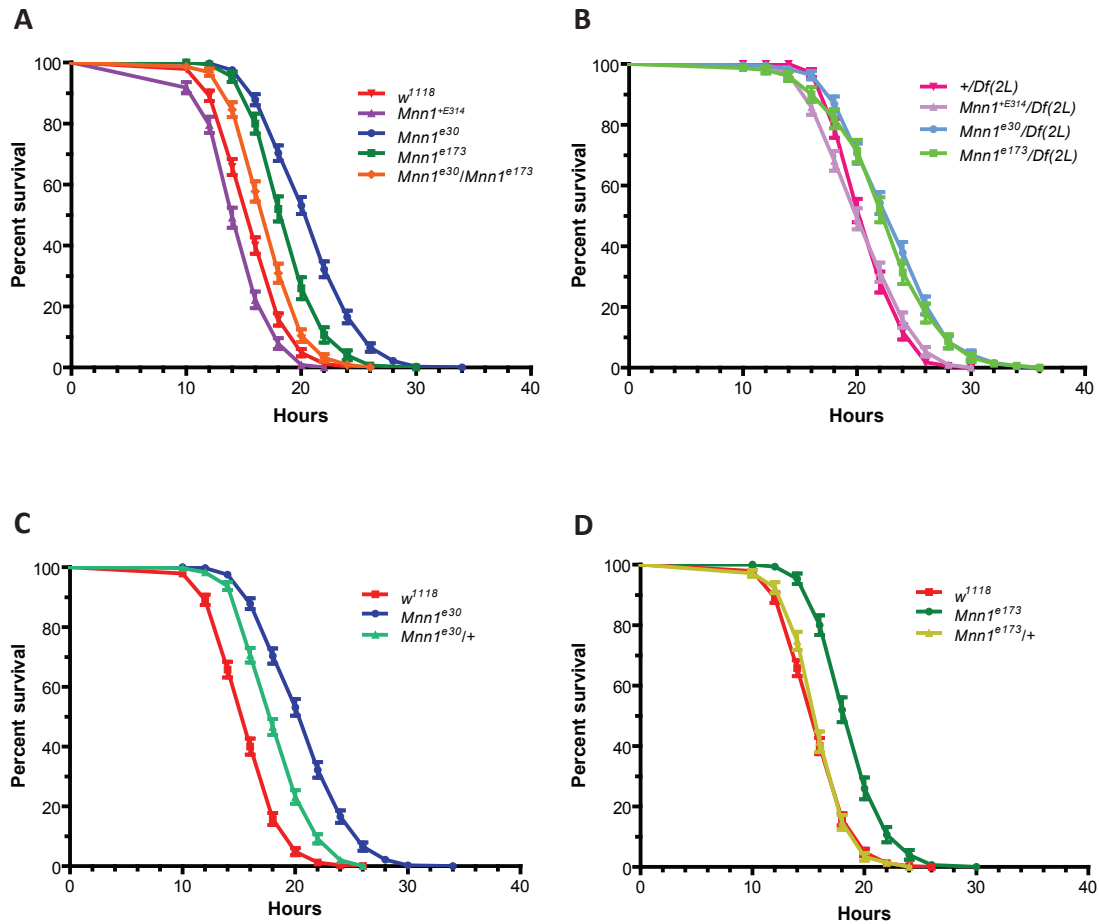 A
100
80
60
40
20
0
0 10 20 30 40
Percent survival
Hours
w1118
Mnn1+E314
Mnn1e30
Mnn1e173
Mnn1e30/Mnn1e173
B
100
80
60
40
20
0
0 10 20 30 40
Percent survival
Hours
+/Df(2L)
Mnn1+E314/Df(2L)
Mnn1e30/Df(2L)
Mnn1e173/Df(2L)
C
100
80
60
40
20
0
0 10 20 30 40
Percent survival
Hours
w1118
Mnn1e30
Mnn1e30/+
D
100
80
60
40
20
0
0 10 20 30 40
Percent survival
Hours
w1118
Mnn1e173
Mnn1e173/+